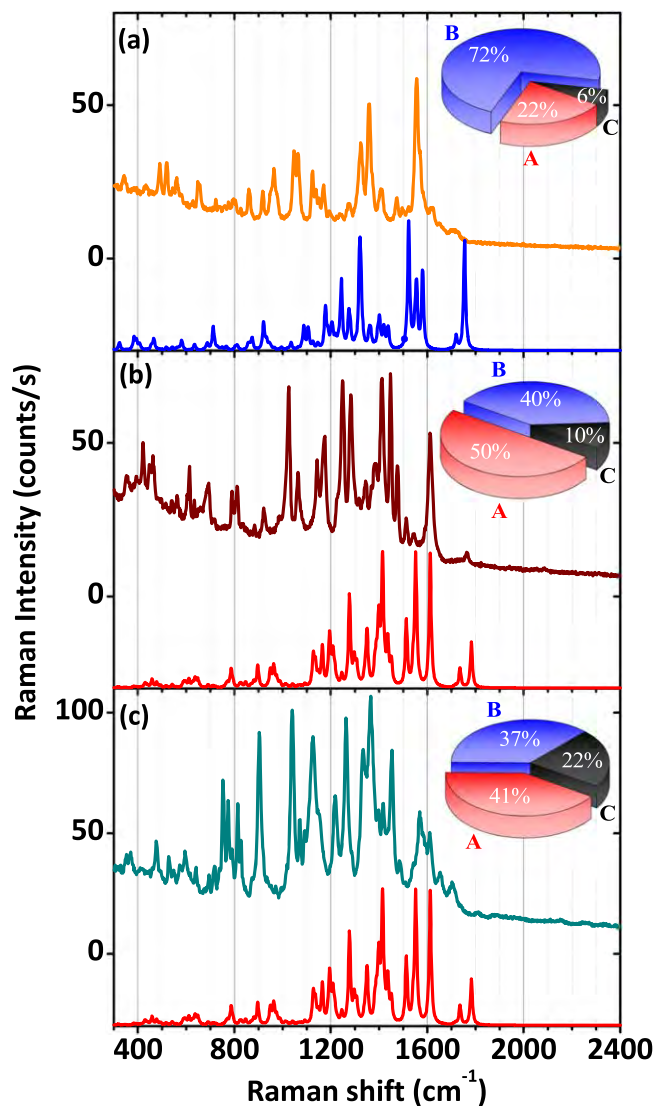 (a)
B
72%
6%
22%
C
A
50
0
(b)
B
40%
10%
50%
C
A
50
0
Raman Intensity (counts/s)
(c)
B
37%
22%
41%
C
A
100
50
0
400 800 1200 1600 2000 2400
Raman shift (cm⁻¹)